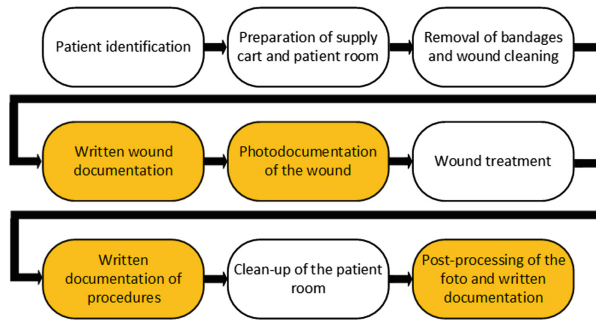 Patient identification
Preparation of supply
cart and patient room
Removal of bandages
and wound cleaning
Written wound
documentation
Photodocumentation
of the wound
Wound treatment
Written
documentation of
procedures
Clean-up of the patient
room
Post-processing of the
foto and written
documentation